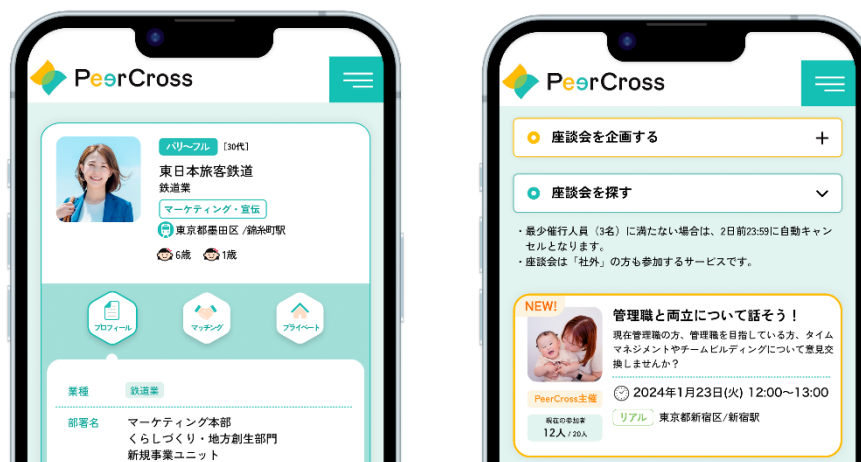 PeerCross
パリ〜フル [30代]
東日本旅客鉄道
鉄道業
マーケティング・宣伝
東京都墨田区 /錦糸町駅
6歳 1歳
プロフィール マッチング プライベート
業種 鉄道業
部署名 マーケティング本部
くらしづくり・地方創生部門
新規事業ユニット
PeerCross
座談会を企画する
座談会を探す
・最少催行人員（3名）に満たない場合は、2日前23:59に自動キャン
セルとなります。
・座談会は「社外」の方も参加するサービスです。
NEW!
管理職と両立について話そう！
現在管理職の方、管理職を目指している方、タイム
マネジメントやチームビルディングについて意見交
換しませんか？
PeerCross主催
2024年1月23日(火) 12:00〜13:00
現在の参加者
12人 / 20人
リアル 東京都新宿区/新宿駅